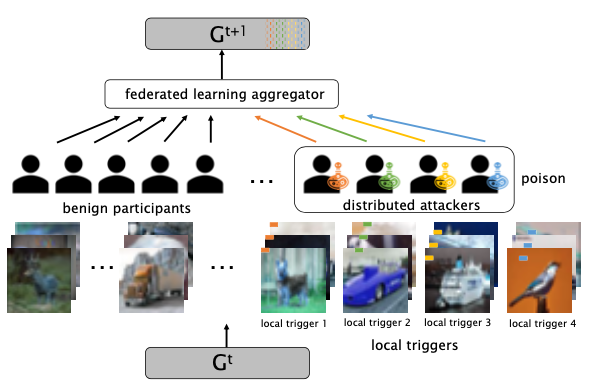 G^t+1
federated learning aggregator
...
poison
benign participants
distributed attackers
... ...
local trigger 1 local trigger 2 local trigger 3 local trigger 4
local triggers
G^t